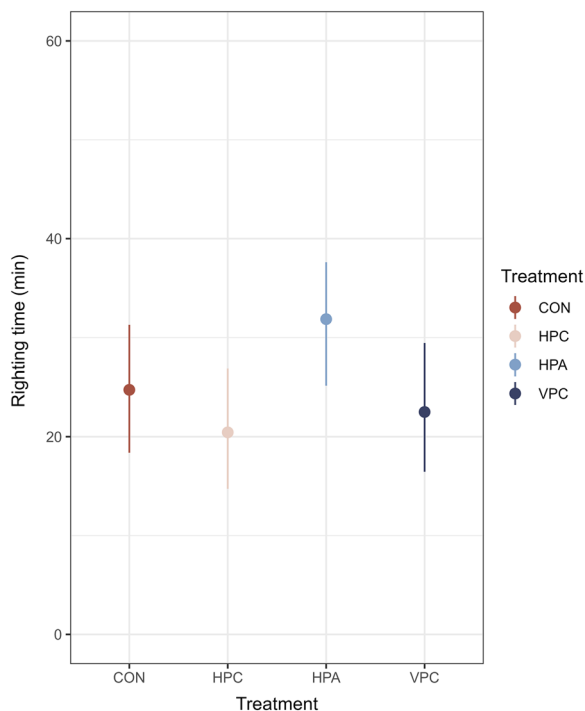 60
40
20
0
Righting time (min)
CON HPC HPA VPC
Treatment
Treatment
CON
HPC
HPA
VPC